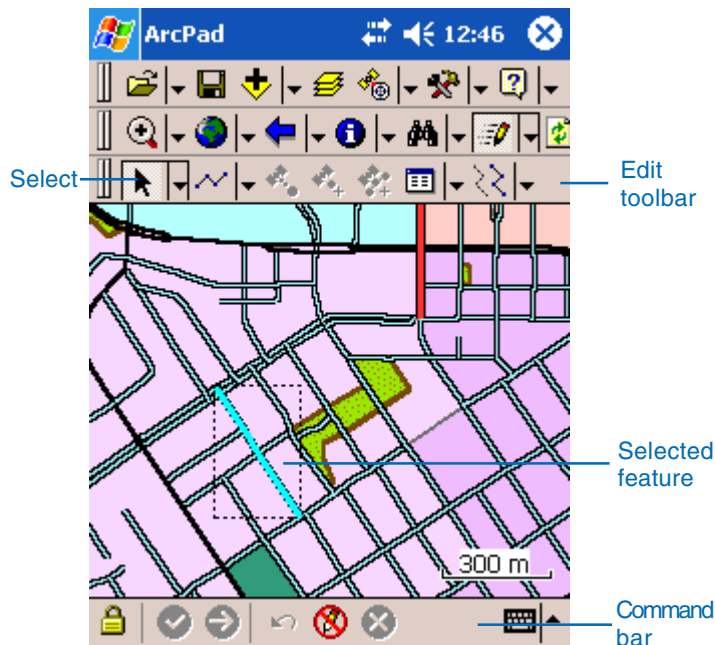 ArcPad 12:46
Select
Edit
toolbar
Selected
feature
300 m
Command
bar